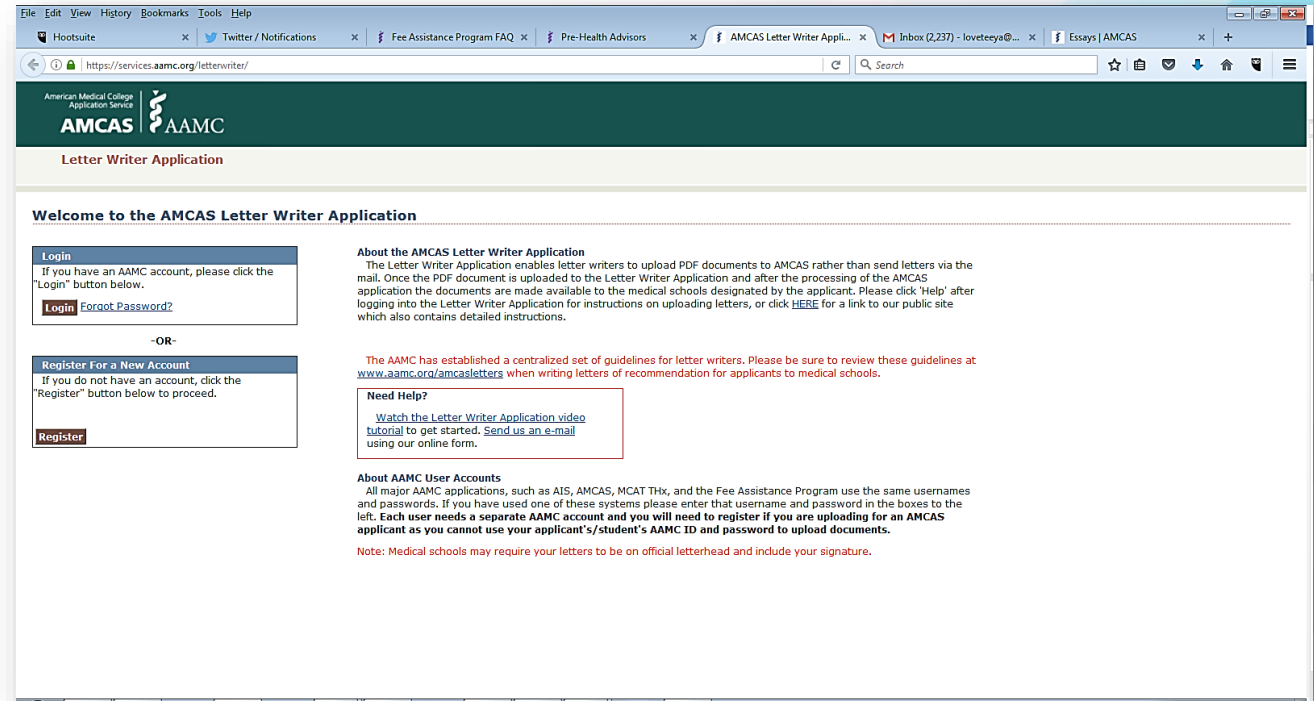 File Edit View History Bookmarks Tools Help
Hootsuite × Twitter / Notifications × Fee Assistance Program FAQ × Pre-Health Advisors × AMCAS Letter Writer Appli... × Inbox (2,237) - loveteeya@... × Essays | AMCAS × +
https://services.aamc.org/letterwriter/ Search
American Medical College
Application Service
AMCAS AAMC
Letter Writer Application
Welcome to the AMCAS Letter Writer Application
Login
If you have an AAMC account, please click the
"Login" button below.
Login Forgot Password?
-OR-
Register For a New Account
If you do not have an account, click the
"Register" button below to proceed.
Register
About the AMCAS Letter Writer Application
The Letter Writer Application enables letter writers to upload PDF documents to AMCAS rather than send letters via the
mail. Once the PDF document is uploaded to the Letter Writer Application and after the processing of the AMCAS
application the documents are made available to the medical schools designated by the applicant. Please click 'Help' after
logging into the Letter Writer Application for instructions on uploading letters, or click HERE for a link to our public site
which also contains detailed instructions.
The AAMC has established a centralized set of guidelines for letter writers. Please be sure to review these guidelines at
www.aamc.org/amcasletters when writing letters of recommendation for applicants to medical schools.
Need Help?
Watch the Letter Writer Application video
tutorial to get started. Send us an e-mail
using our online form.
About AAMC User Accounts
All major AAMC applications, such as AIS, AMCAS, MCAT THx, and the Fee Assistance Program use the same usernames
and passwords. If you have used one of these systems please enter that username and password in the boxes to the
left. Each user needs a separate AAMC account and you will need to register if you are uploading for an AMCAS
applicant as you cannot use your applicant's/student's AAMC ID and password to upload documents.
Note: Medical schools may require your letters to be on official letterhead and include your signature.